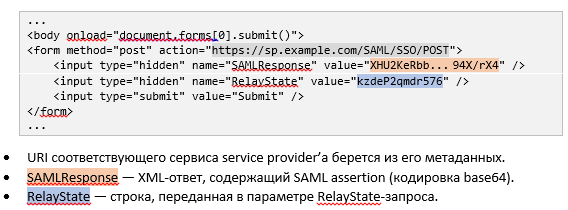 ...
<body onload="document.forms[0].submit()">
<form method="post" action="https://sp.example.com/SAML/SSO/POST">
<input type="hidden" name="SAMLResponse" value="XHU2KeRbb... 94X/rX4" />
<input type="hidden" name="RelayState" value="kzdeP2qmdr576" />
<input type="submit" value="Submit" />
</form>
...
• URI соответствующего сервиса service provider’а берется из его метаданных.
• SAMLResponse — XML-ответ, содержащий SAML assertion (кодировка base64).
• RelayState — строка, переданная в параметре RelayState-запроса.